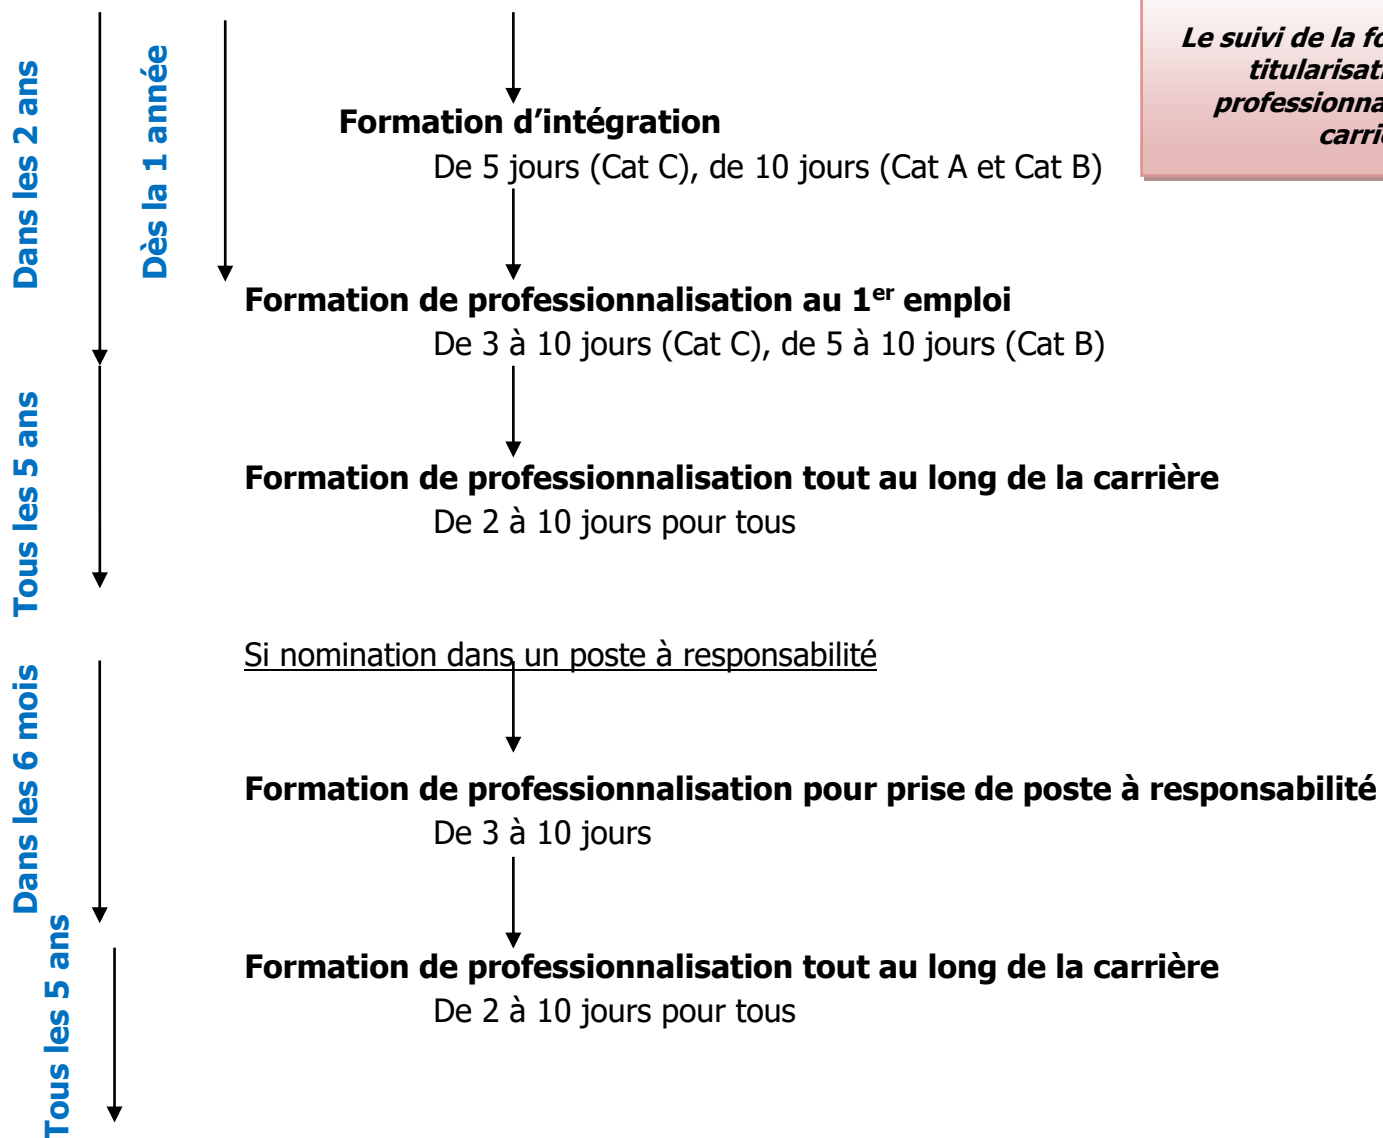 Le suivi de la
titularisati
professionna
carri
Dans les 2 ans
Dès la 1 année
Formation d’intégration
De 5 jours (Cat C), de 10 jours (Cat A et Cat B)
Formation de professionnalisation au 1er emploi
De 3 à 10 jours (Cat C), de 5 à 10 jours (Cat B)
Tous les 5 ans
Formation de professionnalisation tout au long de la carrière
De 2 à 10 jours pour tous
Si nomination dans un poste à responsabilité
Dans les 6 mois
Formation de professionnalisation pour prise de poste à responsabilité
De 3 à 10 jours
Tous les 5 ans
Formation de professionnalisation tout au long de la carrière
De 2 à 10 jours pour tous